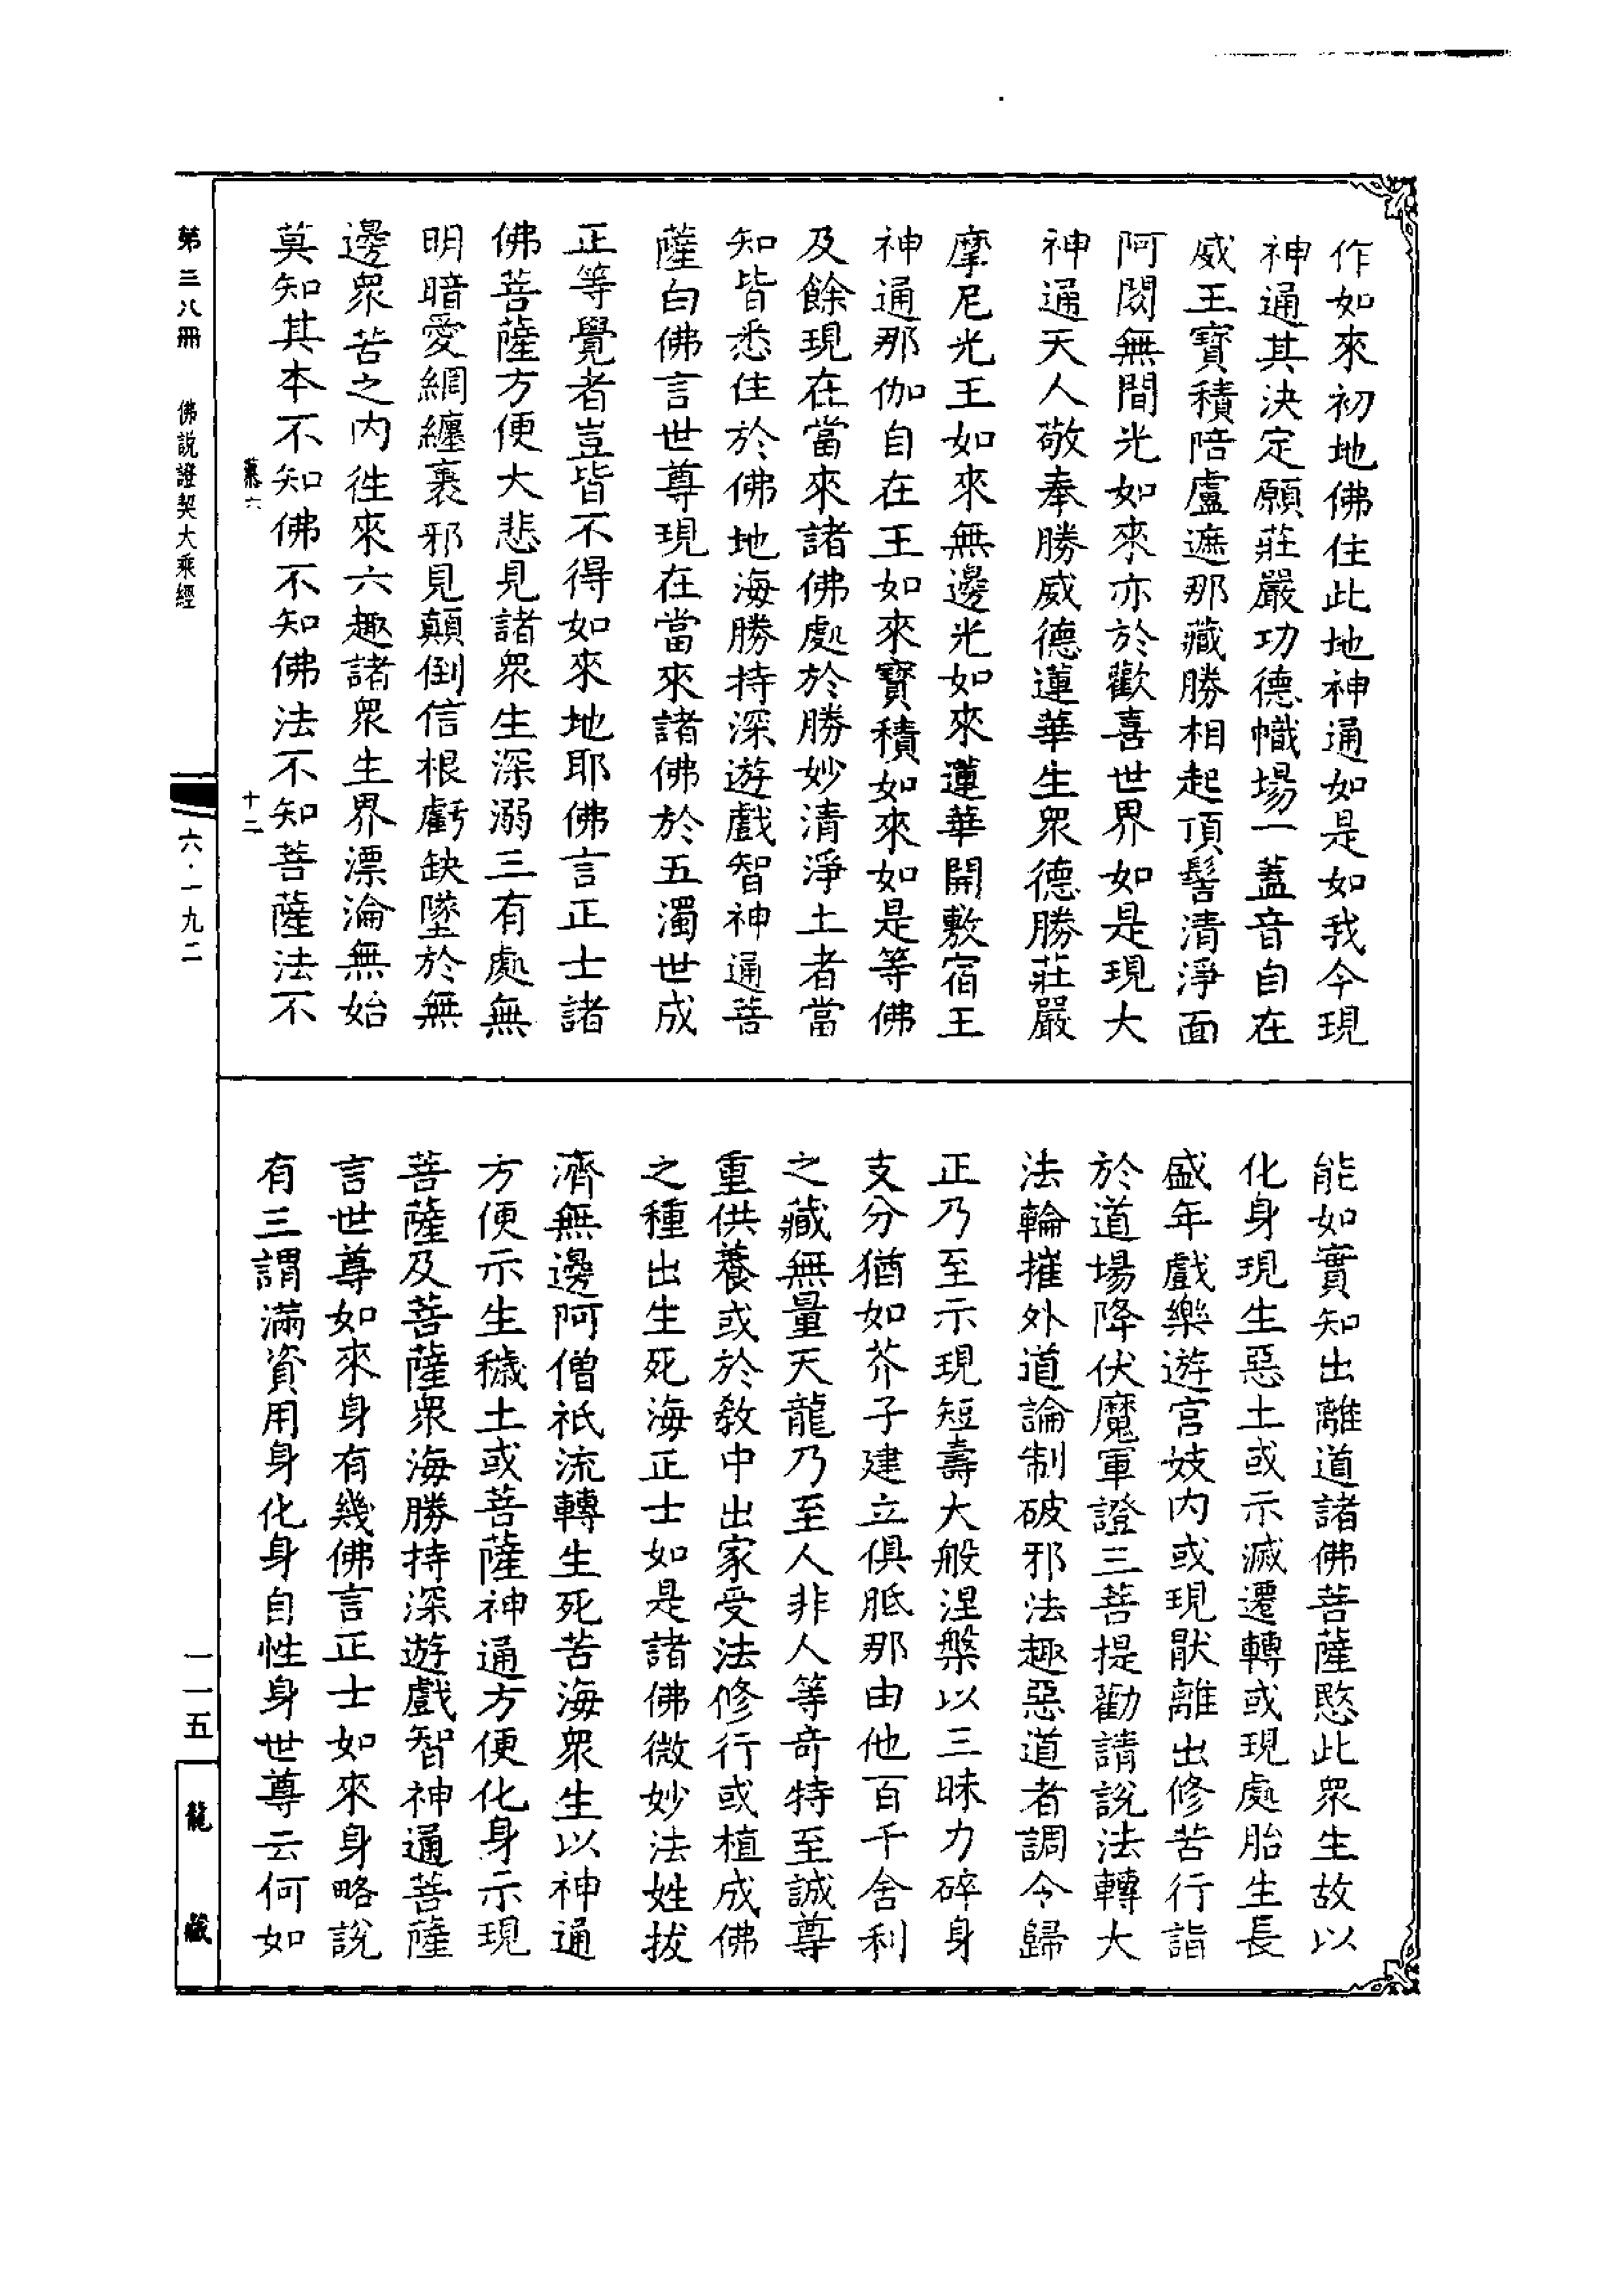 作如來初地佛住此地神通如是如我今現
神通其決定願莊嚴功德幟場一蓋音自在
威王寶積陪盧遮那藏勝相起頂髻清淨面
阿閦無間光如來亦於歡喜世界如是現大
神通天人敬奉勝威德蓮華生眾德勝莊嚴
摩尼光王如來無邊光如來蓮華開敷宿王
神通那伽自在王如來寶積如來如是等佛
及餘現在當來諸佛處於勝妙清淨土者當
知皆悉住於佛地海勝持深遊戲智神通菩
薩白佛言世尊現在當來諸佛於五濁世成
正等覺者豈皆不得如來地耶佛言正士諸
佛菩薩方便大悲見諸眾生深溺三有處無
明暗愛網纏裹邪見顛倒信根虧缺墜於無
邊眾苦之內徃來六趣諸眾生界漂淪無始
莫知其本不知佛不知佛法不知菩薩法不
能如實知出離道諸佛菩薩愍此眾生故以
化身現生惡土或示滅遷轉或現處胎生長
盛年戲樂遊宮妓內或現猒離出修苦行詣
於道場降伏魔軍證三菩提勸請說法轉大
法輪摧外道論制破邪法趣惡道者調令歸
正乃至示現短壽大般涅槃以三昧力碎身
支分猶如芥子建立俱胝那由他百千舍利
之藏無量天龍乃至人非人等奇特至誠尊
重供養或於教中出家受法修行或植成佛
之種出生死海正士如是諸佛微妙法姓拔
濟無邊阿僧祇流轉生死苦海眾生以神通
方便示生穢土或菩薩神通方便化身示現
菩薩及菩薩眾海勝持深遊戲智神通菩薩
言世尊如來身有幾佛言正士如來身略說
有三謂滿資用身化身自性身世尊云何如
第三八冊 佛說證契大乘經
六·一九二
一一五
龍藏
六
十二